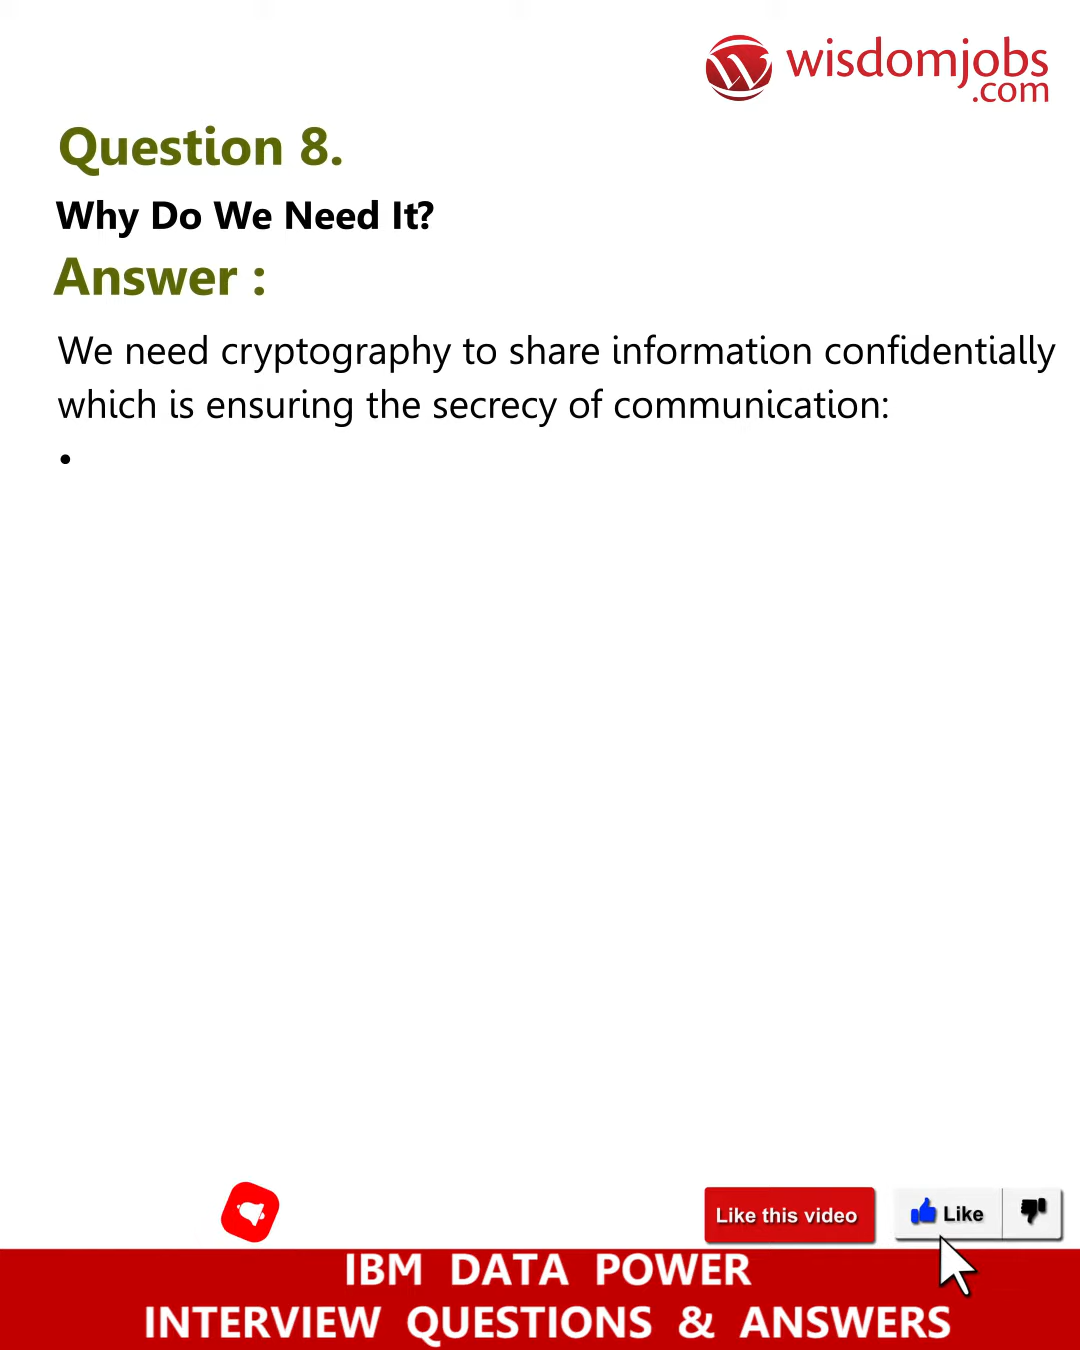 wisdomjobs
.com
Question 8.
Why Do We Need It?
Answer :
We need cryptography to share information confidentially
which is ensuring the secrecy of communication:
•
Like this video
Like
IBM DATA POWER
INTERVIEW QUESTIONS & ANSWERS